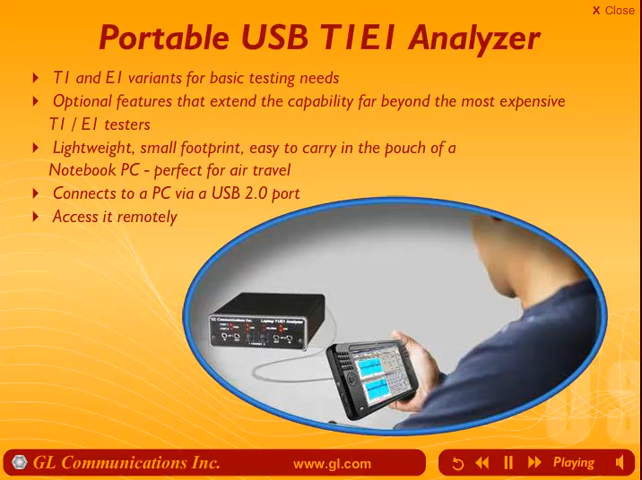 X Close
Portable USB T1E1 Analyzer
T1 and E1 variants for basic testing needs
Optional features that extend the capability far beyond the most expensive
T1 / E1 testers
Lightweight, small footprint, easy to carry in the pouch of a
Notebook PC - perfect for air travel
Connects to a PC via a USB 2.0 port
Access it remotely
GL Communications Inc. Laptop T1E1 Analyzer
US
GL Communications Inc.
www.gl.com
Playing